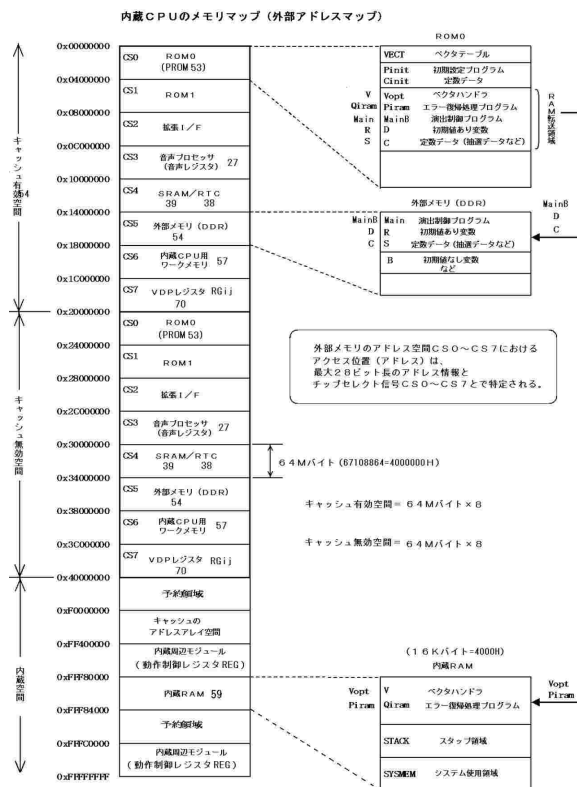 内蔵CPUのメモリマップ（外部アドレスマップ）
キャッシュ有効空間
54
キャッシュ無効空間
内蔵空間
0x00000000
CS0 ROM0
(PROM53)
0x04000000
CS1 ROM1
0x08000000
CS2 拡張I/F
0x0C000000
CS3 音声プロセッサ
(音声レジスタ) 27
0x10000000
CS4 SRAM/RTC
39 38
0x14000000
CS5 外部メモリ(DDR)
54
0x18000000
CS6 内蔵CPU用
ワークメモリ 57
0x1C000000
CS7 VDPレジスタ RGij
70
0x20000000
CS0 ROM0
(PROM53)
0x24000000
CS1 ROM1
0x28000000
CS2 拡張I/F
0x2C000000
CS3 音声プロセッサ
(音声レジスタ) 27
0x30000000
CS4 SRAM/RTC
39 38
0x34000000
CS5 外部メモリ(DDR)
54
0x38000000
CS6 内蔵CPU用
ワークメモリ 57
0x3C000000
CS7 VDPレジスタ RGij
70
0x40000000
予約領域
0xF0000000
キャッシュの
アドレスアレイ空間
0xFF400000
内蔵周辺モジュール
(動作制御レジスタREG)
0xFFF80000
内蔵RAM 59
0xFFF84000
予約領域
0xFFFC0000
内蔵周辺モジュール
(動作制御レジスタREG)
0xFFFFFFFF
ROM0
VECT ベクタテーブル
Pinit 初期設定プログラム
Cinit 定数データ
V Vopt ベクタハンドラ
Qiram Piram エラー復帰処理プログラム
Main MainB 演出制御プログラム
R D 初期値あり変数
S C 定数データ(抽選データなど)
RAM転送領域
外部メモリ(DDR)
MainB Main 演出制御プログラム
D R 初期値あり変数
C S 定数データ(抽選データなど)
B 初期値なし変数
など
MainB
D
C
外部メモリのアドレス空間CS0～CS7における
アクセス位置(アドレス)は、
最大28ビット長のアドレス情報と
チップセレクト信号CS0～CS7とで特定される。
64Mバイト(67108864=4000000H)
キャッシュ有効空間= 64Mバイト×8
キャッシュ無効空間= 64Mバイト×8
(16Kバイト=4000H)
内蔵RAM
Vopt V ベクタハンドラ
Piram Qiram エラー復帰処理プログラム
STACK スタップ領域
SYSMEM システム使用領域
Vopt
Piram